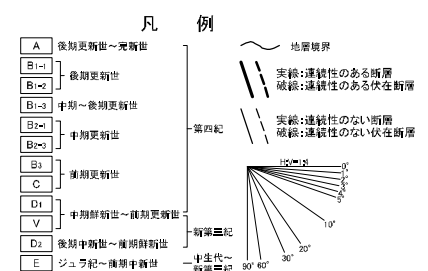 凡 例
A 後期更新世～完新世
B1-1
後期更新世
B1-2
B1-3 中期～後期更新世
B2-1
中期更新世
B2-3
B3
前期更新世
C
D1
中期鮮新世～前期更新世
V
D2 後期中新世～前期鮮新世
E ジュラ紀～前期中新世
第四紀
新第三紀
中生代～
新第三紀
地層境界
実線:連続性のある断層
破線:連続性のある伏在断層
実線:連続性のない断層
破線:連続性のない伏在断層
H:V=1:1
0°
1°
2°
3°
4°
5°
10°
20°
30°
60°
90°